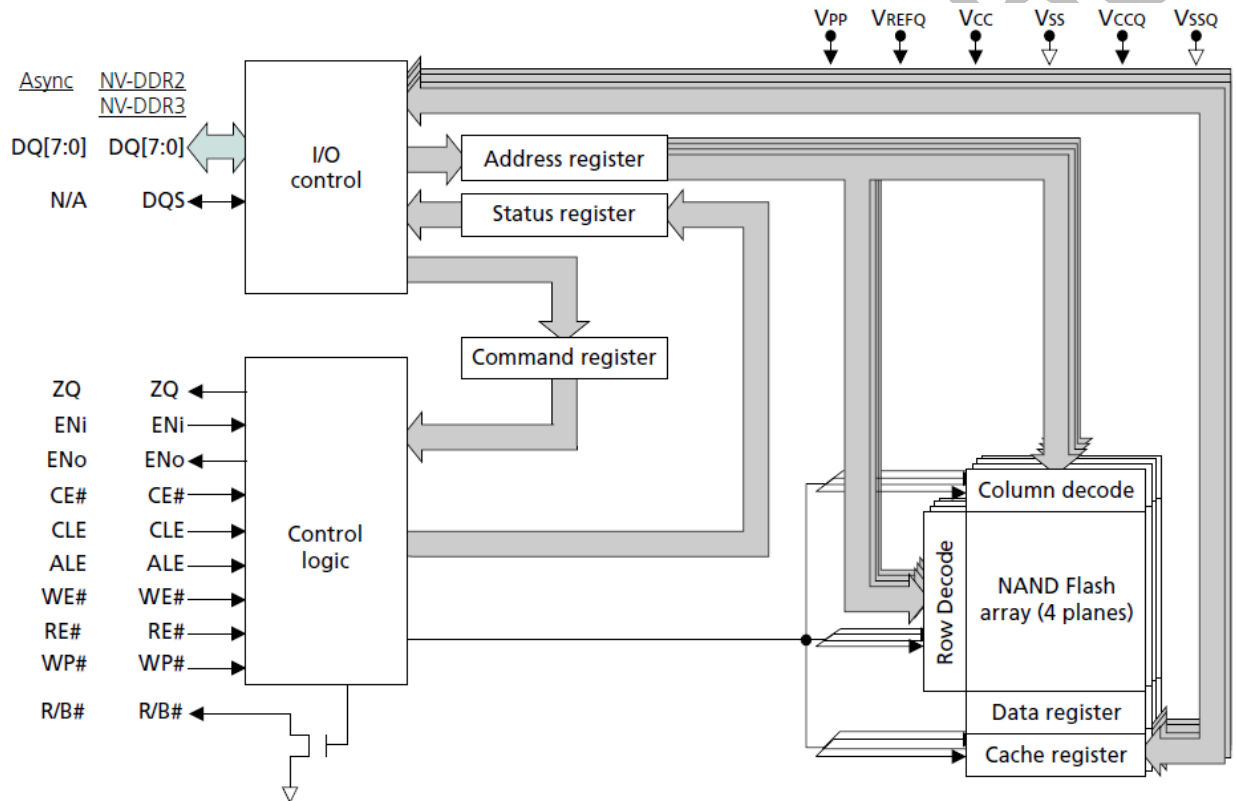 VPP VREFQ VCC VSS VCCQ VSSQ
Async NV-DDR2
NV-DDR3
DQ[7:0] DQ[7:0]
N/A DQS
I/O
control
Address register
Status register
Command register
ZQ ZQ
ENi ENi
ENo ENo
CE# CE#
CLE CLE
ALE ALE
WE# WE#
RE# RE#
WP# WP#
R/B# R/B#
Control
logic
Column decode
Row Decode
NAND Flash
array (4 planes)
Data register
Cache register